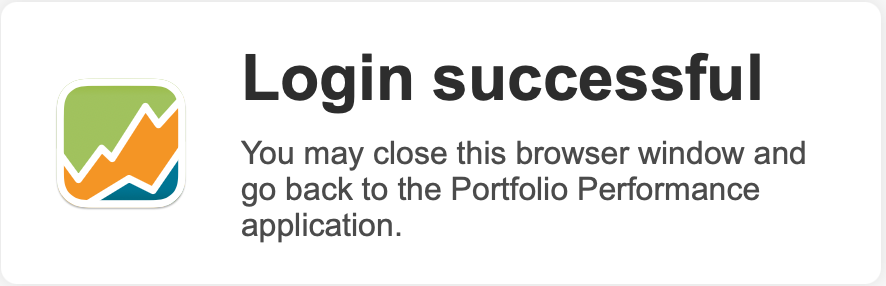 Login successful
You may close this browser window and
go back to the Portfolio Performance
application.